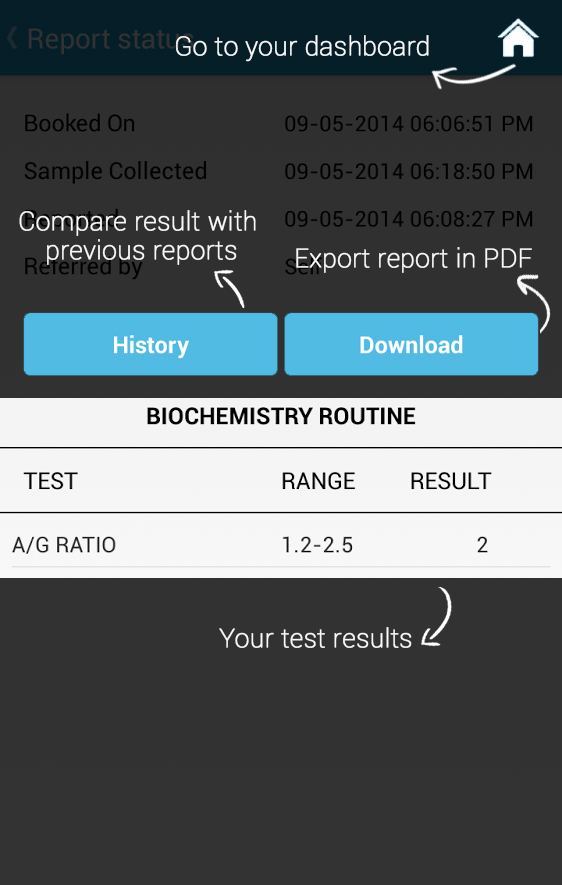 Report status
Go to your dashboard
Booked On 09-05-2014 06:06:51 PM
Sample Collected 09-05-2014 06:18:50 PM
Reported 09-05-2014 06:08:27 PM
Compare result with
previous reports
Referred by Self
Export report in PDF
History Download
BIOCHEMISTRY ROUTINE
TEST RANGE RESULT
A/G RATIO 1.2-2.5 2
Your test results